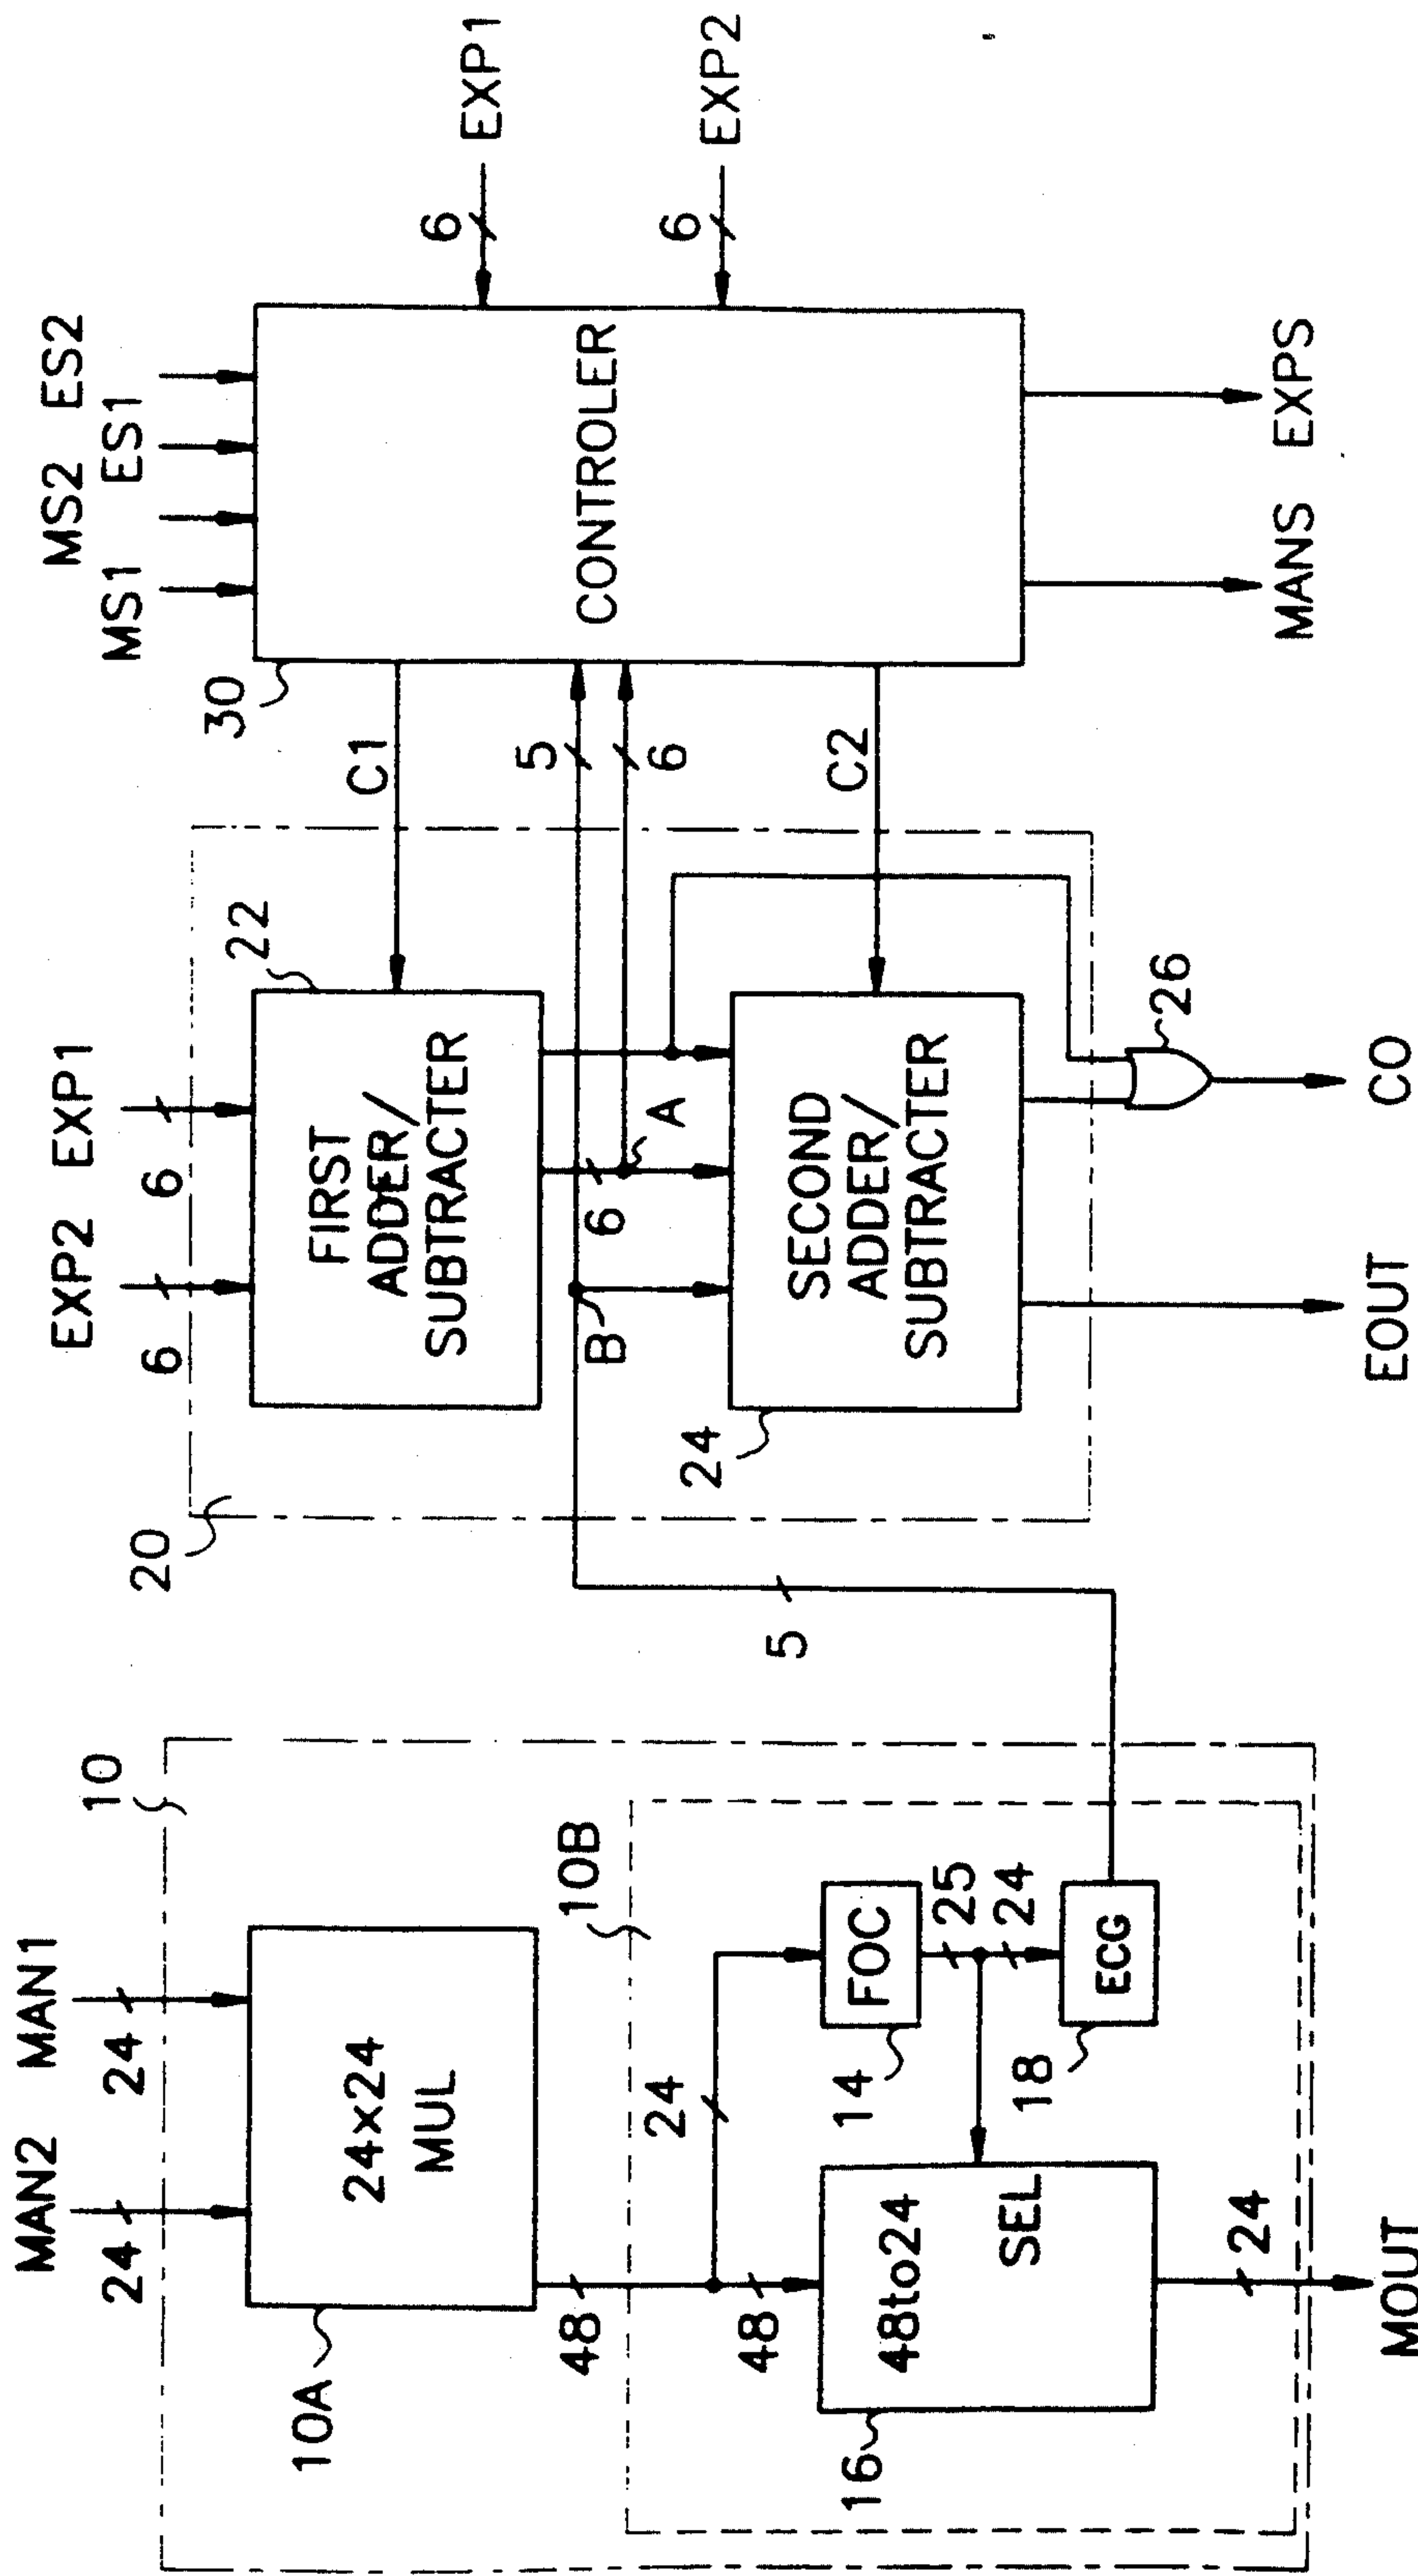 MAN2 MAN1
24
24
10
24×24
MUL
10A
48
10B
24
48
FOC
14
25
24
48to24
SEL
16
ECG
18
24
MOUT
5
EXP2 EXP1
6
6
20
FIRST
ADDER/
SUBTRACTER
22
C1
B
6
A
5
6
SECOND
ADDER/
SUBTRACTER
24
C2
26
EOUT
CO
MS1
MS2
ES1
ES2
30
CONTROLLER
6
EXP1
6
EXP2
MANS
EXPS